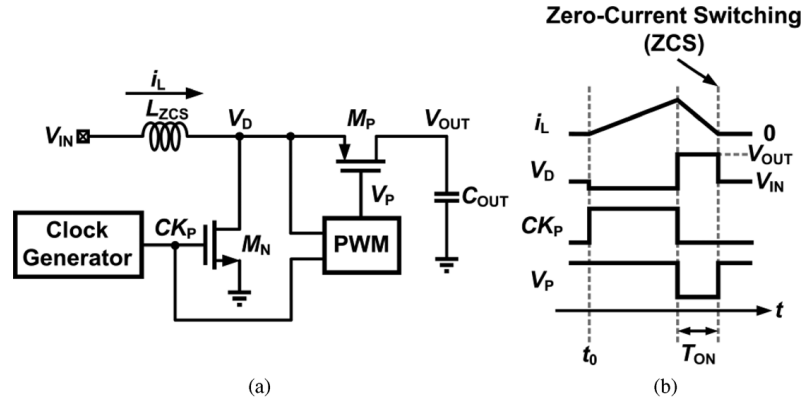 Zero-Current Switching
(ZCS)
iL
LZCS
VIN
VD
MP
VOUT
VP
COUT
Clock
Generator
CKP
MN
PWM
iL
0
VOUT
VD
VIN
CKP
VP
t
t0
TON
(a)
(b)